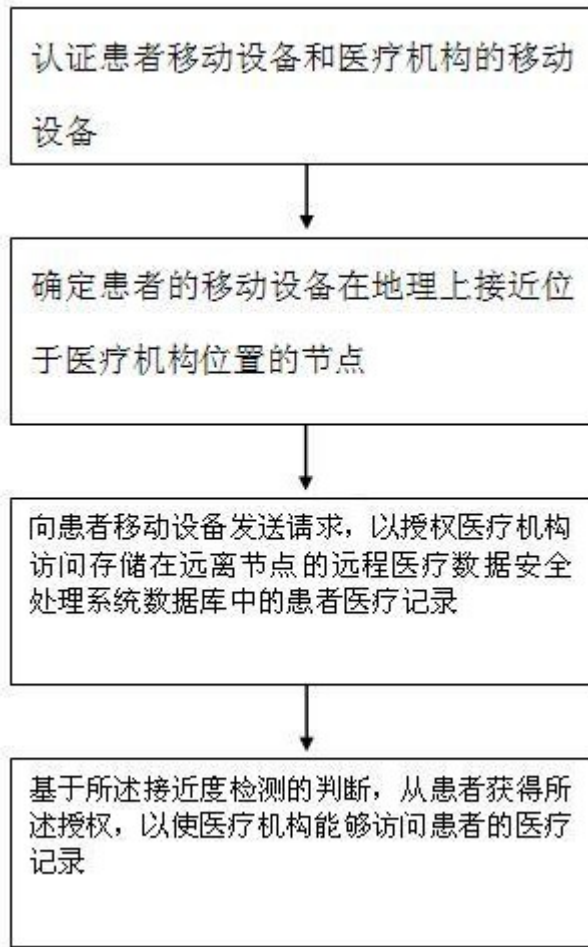 认证患者移动设备和医疗机构的移动
设备
确定患者的移动设备在地理上接近位
于医疗机构位置的节点
向患者移动设备发送请求，以授权医疗机构
访问存储在远离节点的远程医疗数据安全
处理系统数据库中的患者医疗记录
基于所述接近度检测的判断，从患者获得所
述授权，以使医疗机构能够访问患者的医疗
记录